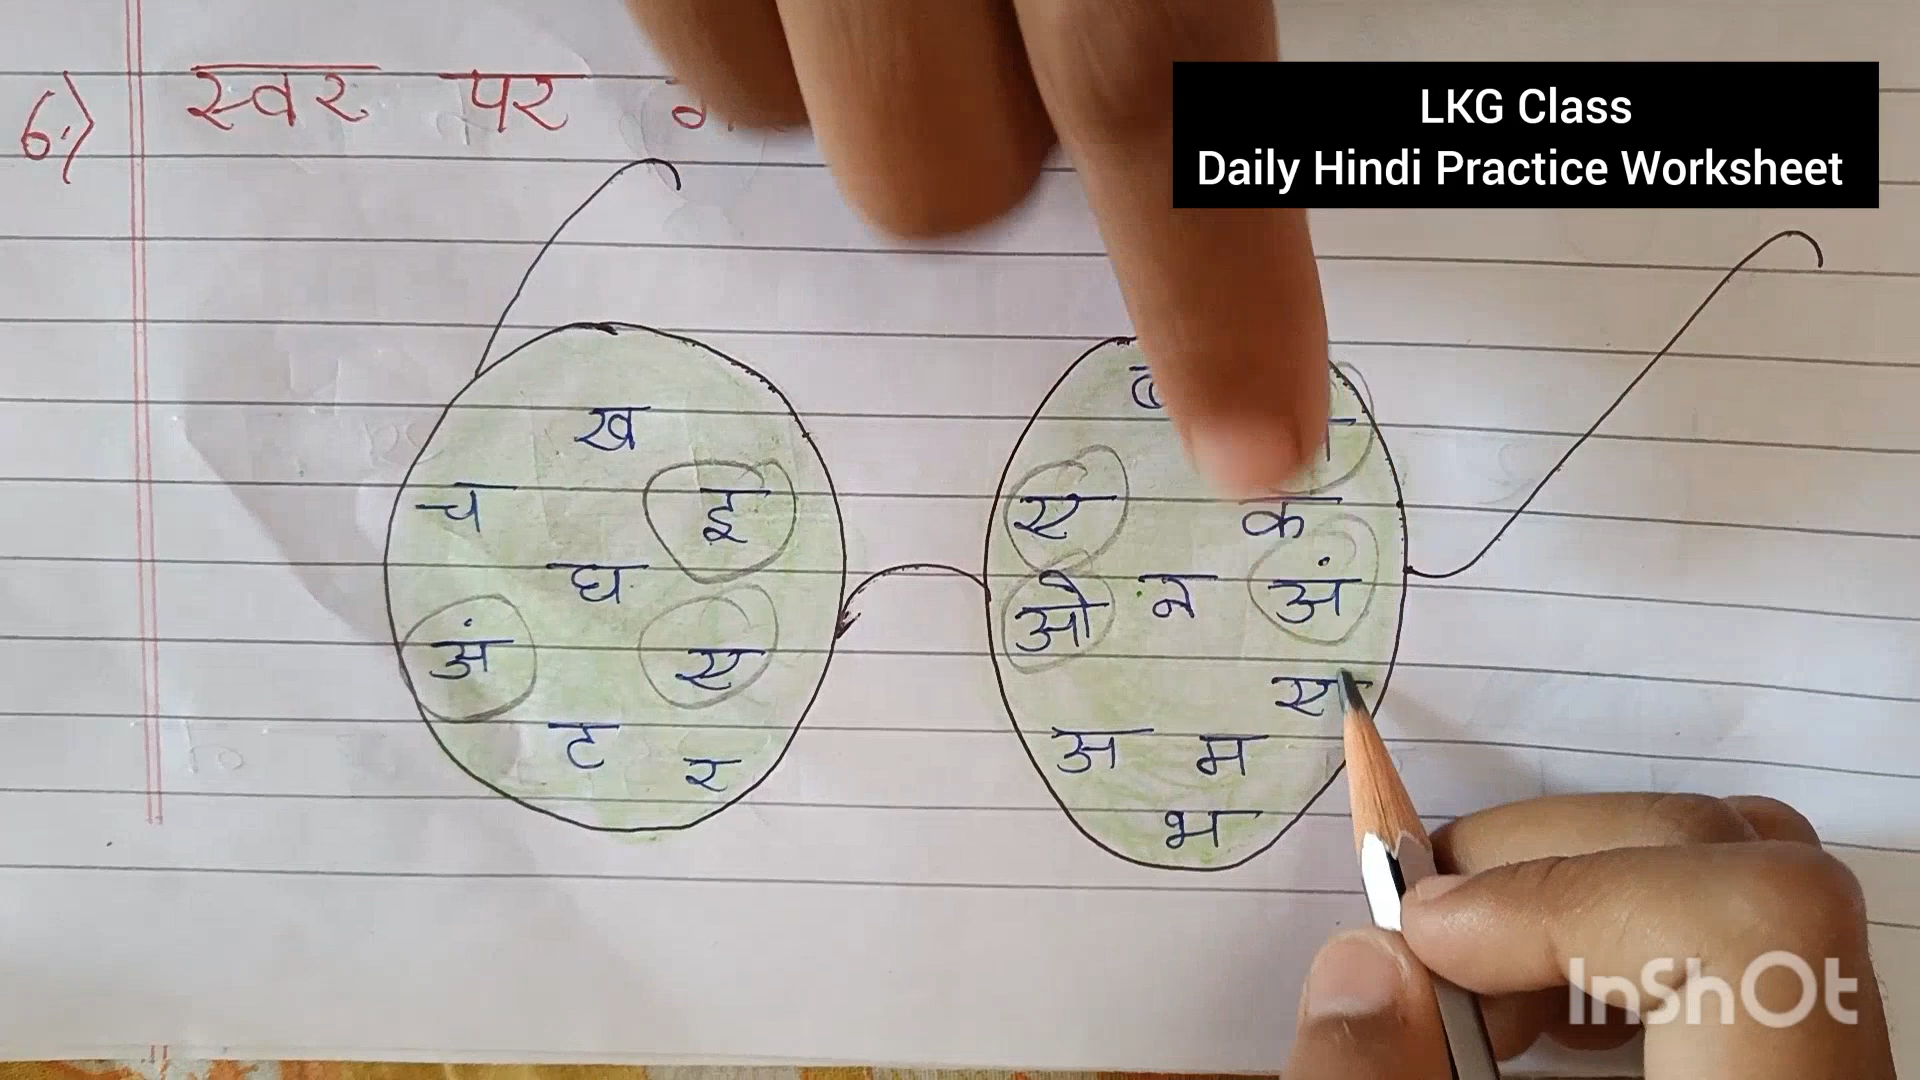 LKG Class
Daily Hindi Practice Worksheet
6.) स्वर पर
ख
च इ
घ
अं ए
ट र
ए क
ओ न अं
ए
अ म
भ
InShOt